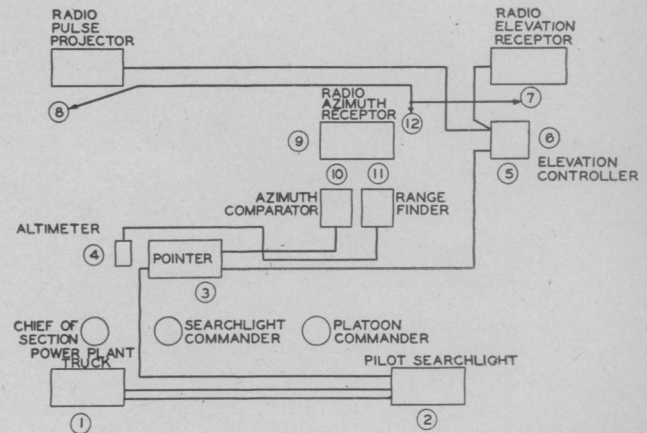 RADIO
PULSE
PROJECTOR
RADIO
ELEVATION
RECEPTOR
8
RADIO
AZIMUTH
RECEPTOR
12
7
9
6
5
ELEVATION
CONTROLLER
10
11
AZIMUTH
COMPARATOR
RANGE
FINDER
ALTIMETER
4
POINTER
3
CHIEF OF
SECTION
SEARCHLIGHT
COMMANDER
PLATOON
COMMANDER
POWER PLANT
TRUCK
PILOT SEARCHLIGHT
1
2